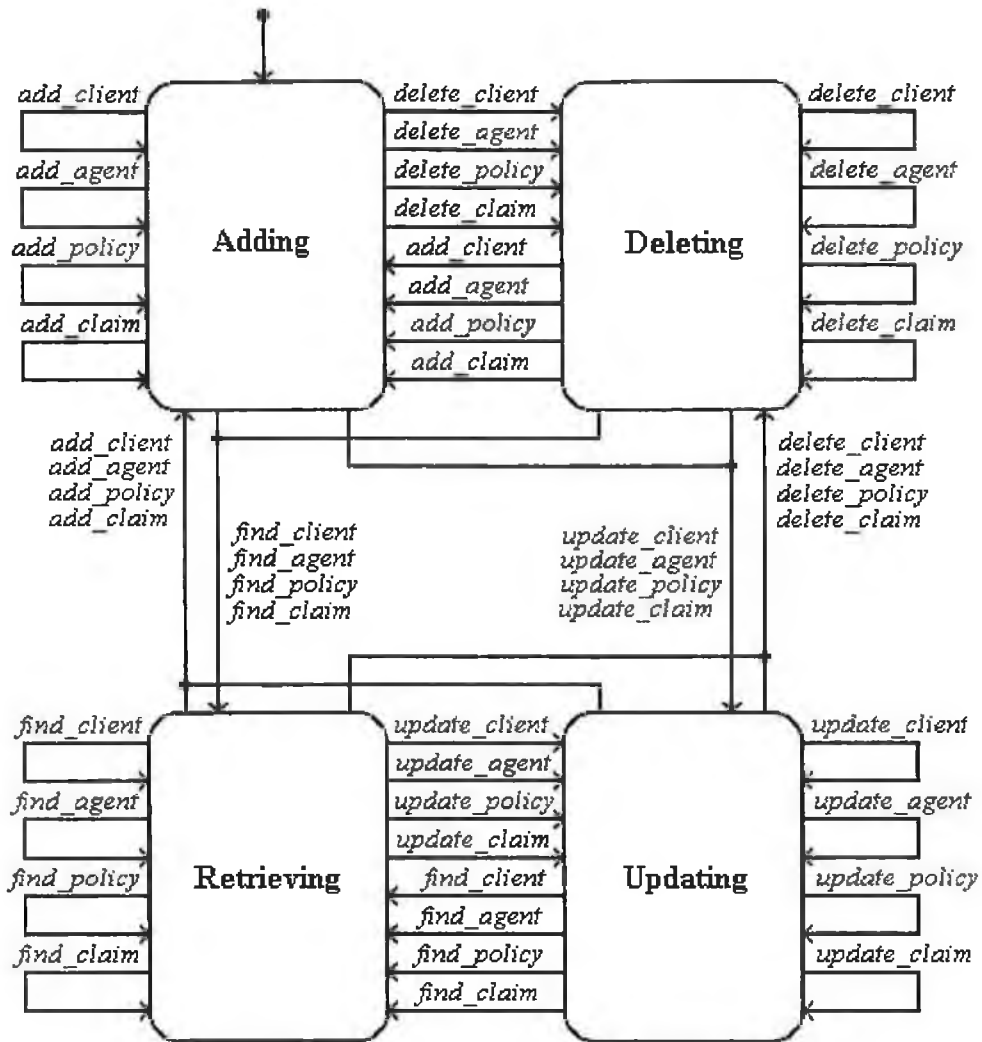 add_client
delete_client
delete_client
delete_agent
add_agent
delete_agent
delete_policy
delete_claim
Adding
Deleting
add_policy
add_client
delete_policy
add_agent
add_claim
add_policy
delete_claim
add_claim
add_client
add_agent
add_policy
add_claim
delete_client
delete_agent
delete_policy
delete_claim
find_client
find_agent
find_policy
find_claim
update_client
update_agent
update_policy
update_claim
find_client
update_client
update_client
update_agent
find_agent
update_policy
update_agent
update_claim
Retrieving
Updating
find_policy
find_client
update_policy
find_agent
find_claim
find_policy
update_claim
find_claim